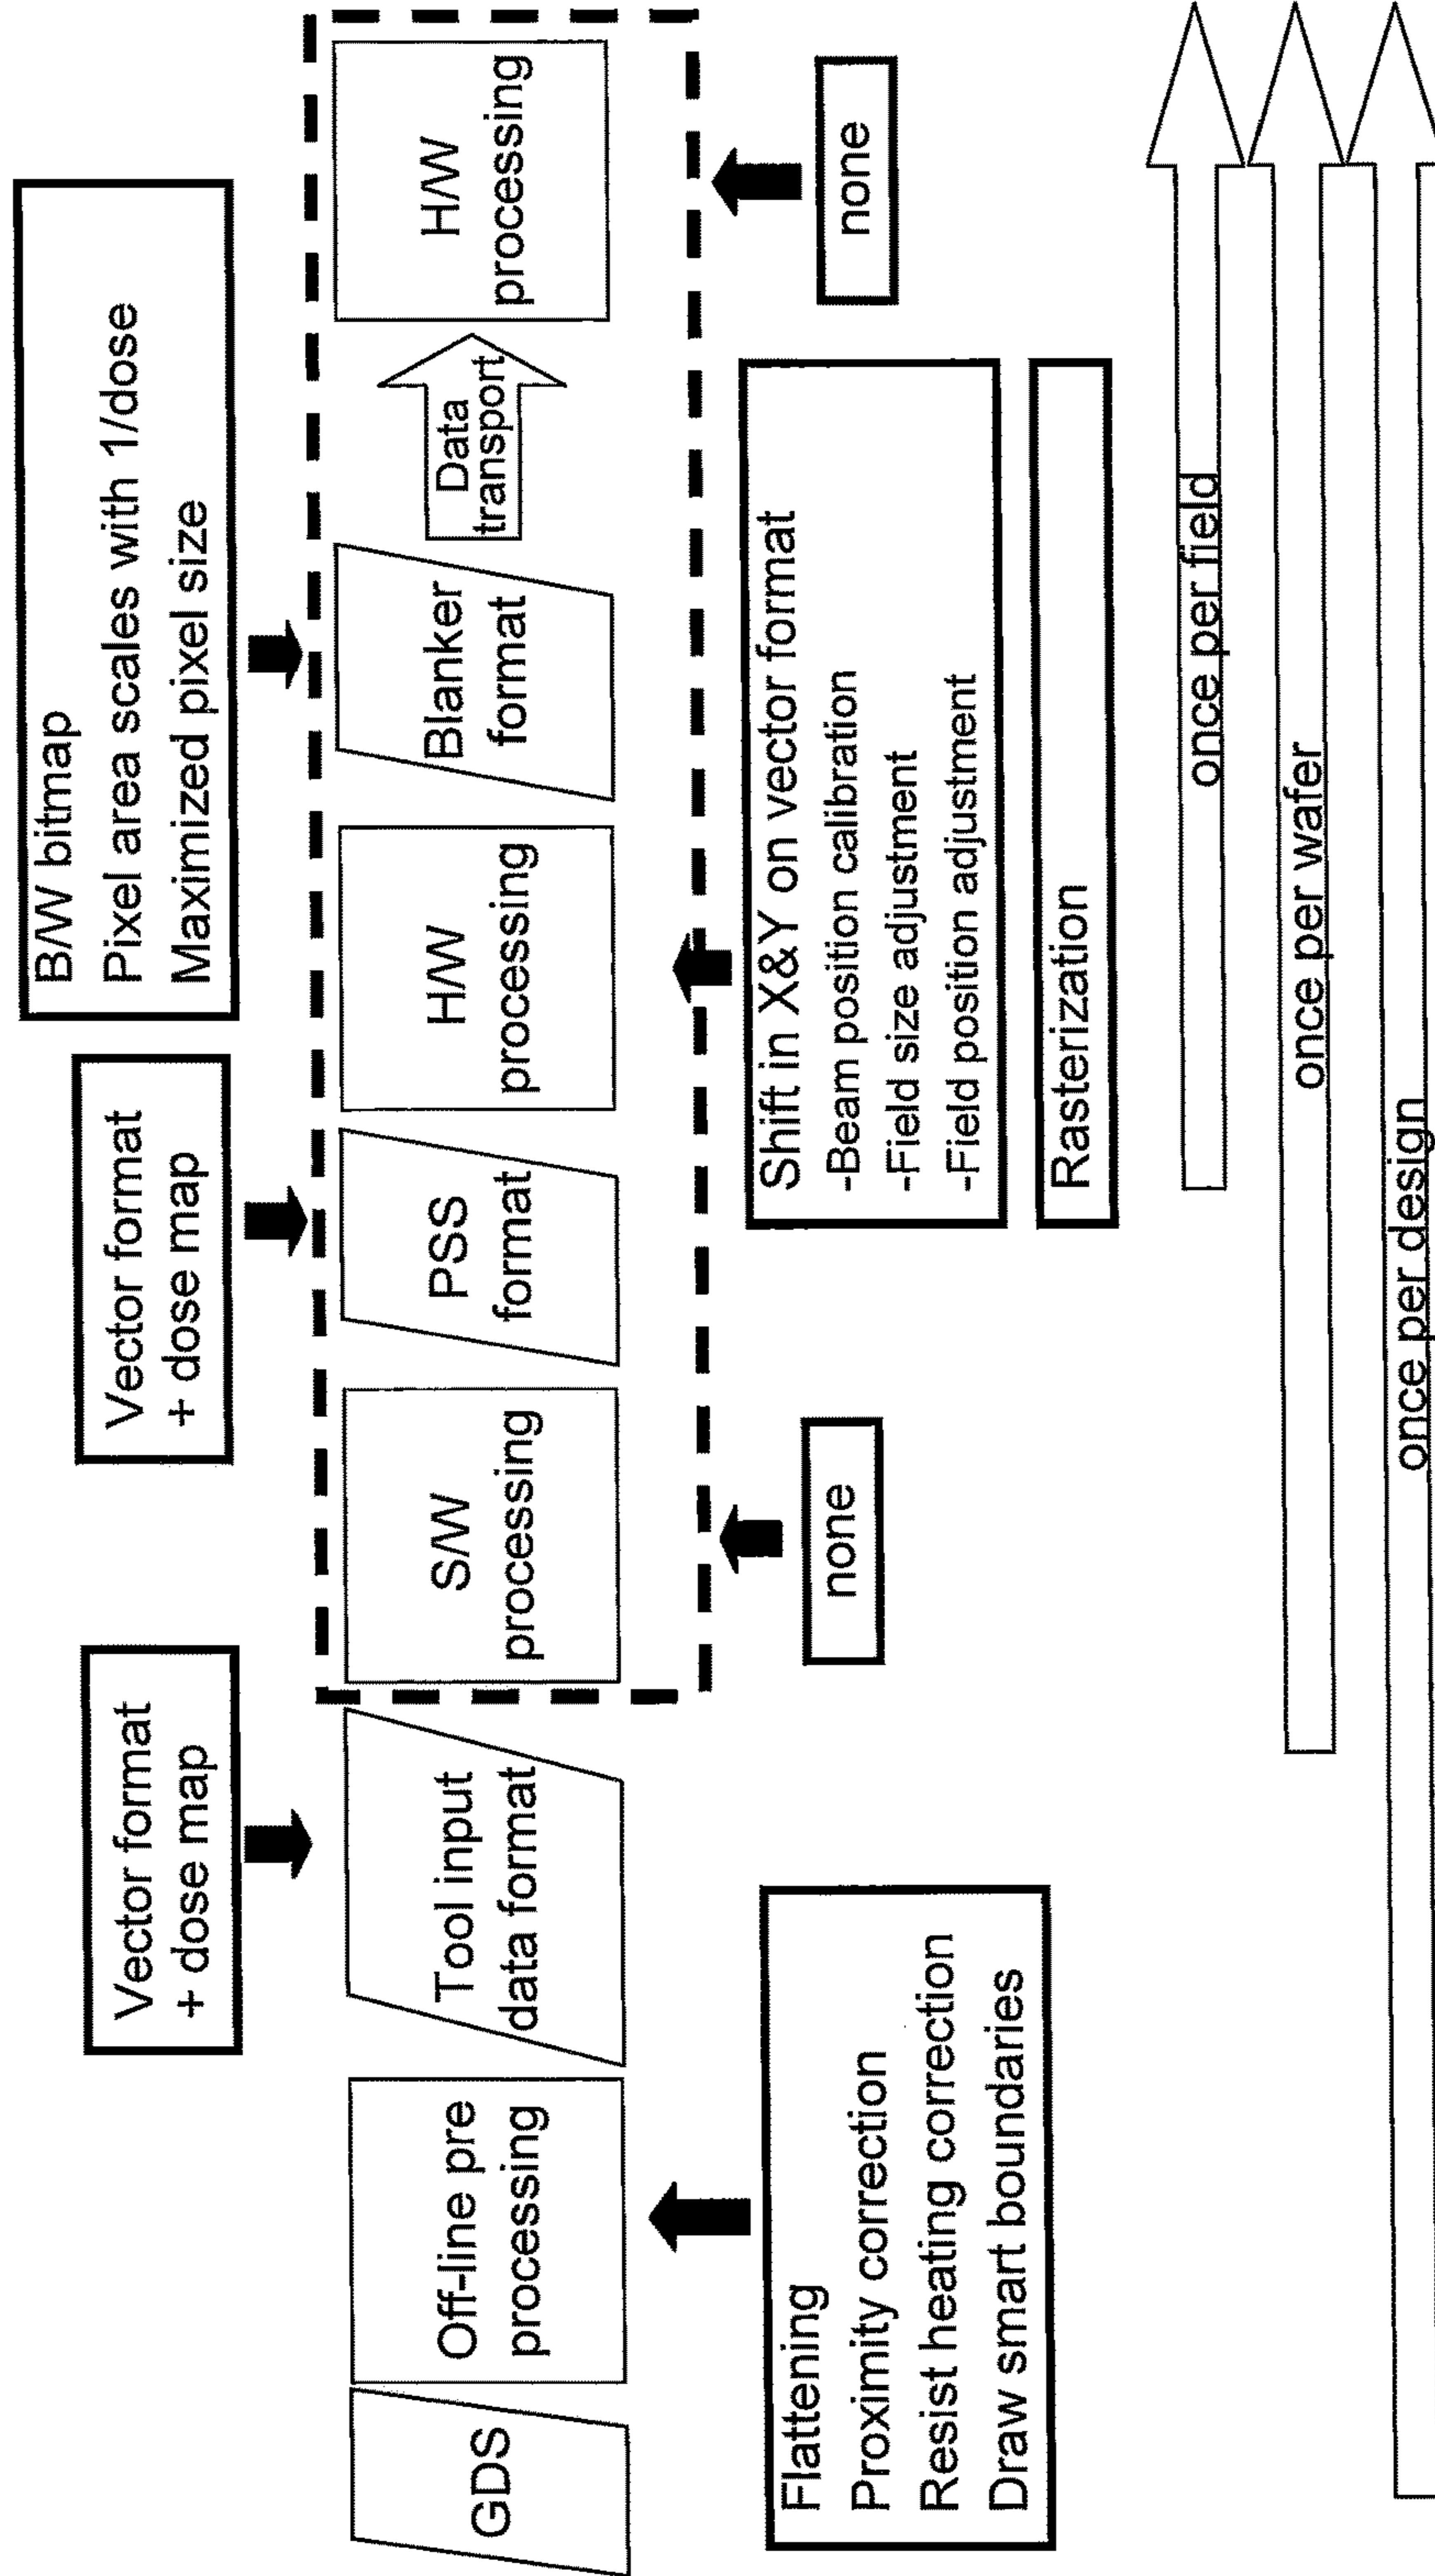 Vector format
+ dose map
Vector format
+ dose map
B/W bitmap
Pixel area scales with 1/dose
Maximized pixel size
GDS
Off-line pre
processing
Tool input
data format
S/W
processing
PSS
format
H/W
processing
Blanker
format
Data
transport
H/W
processing
Flattening
Proximity correction
Resist heating correction
Draw smart boundaries
none
Shift in X&Y on vector format
-Beam position calibration
-Field size adjustment
-Field position adjustment
Rasterization
none
once per field
once per wafer
once per design